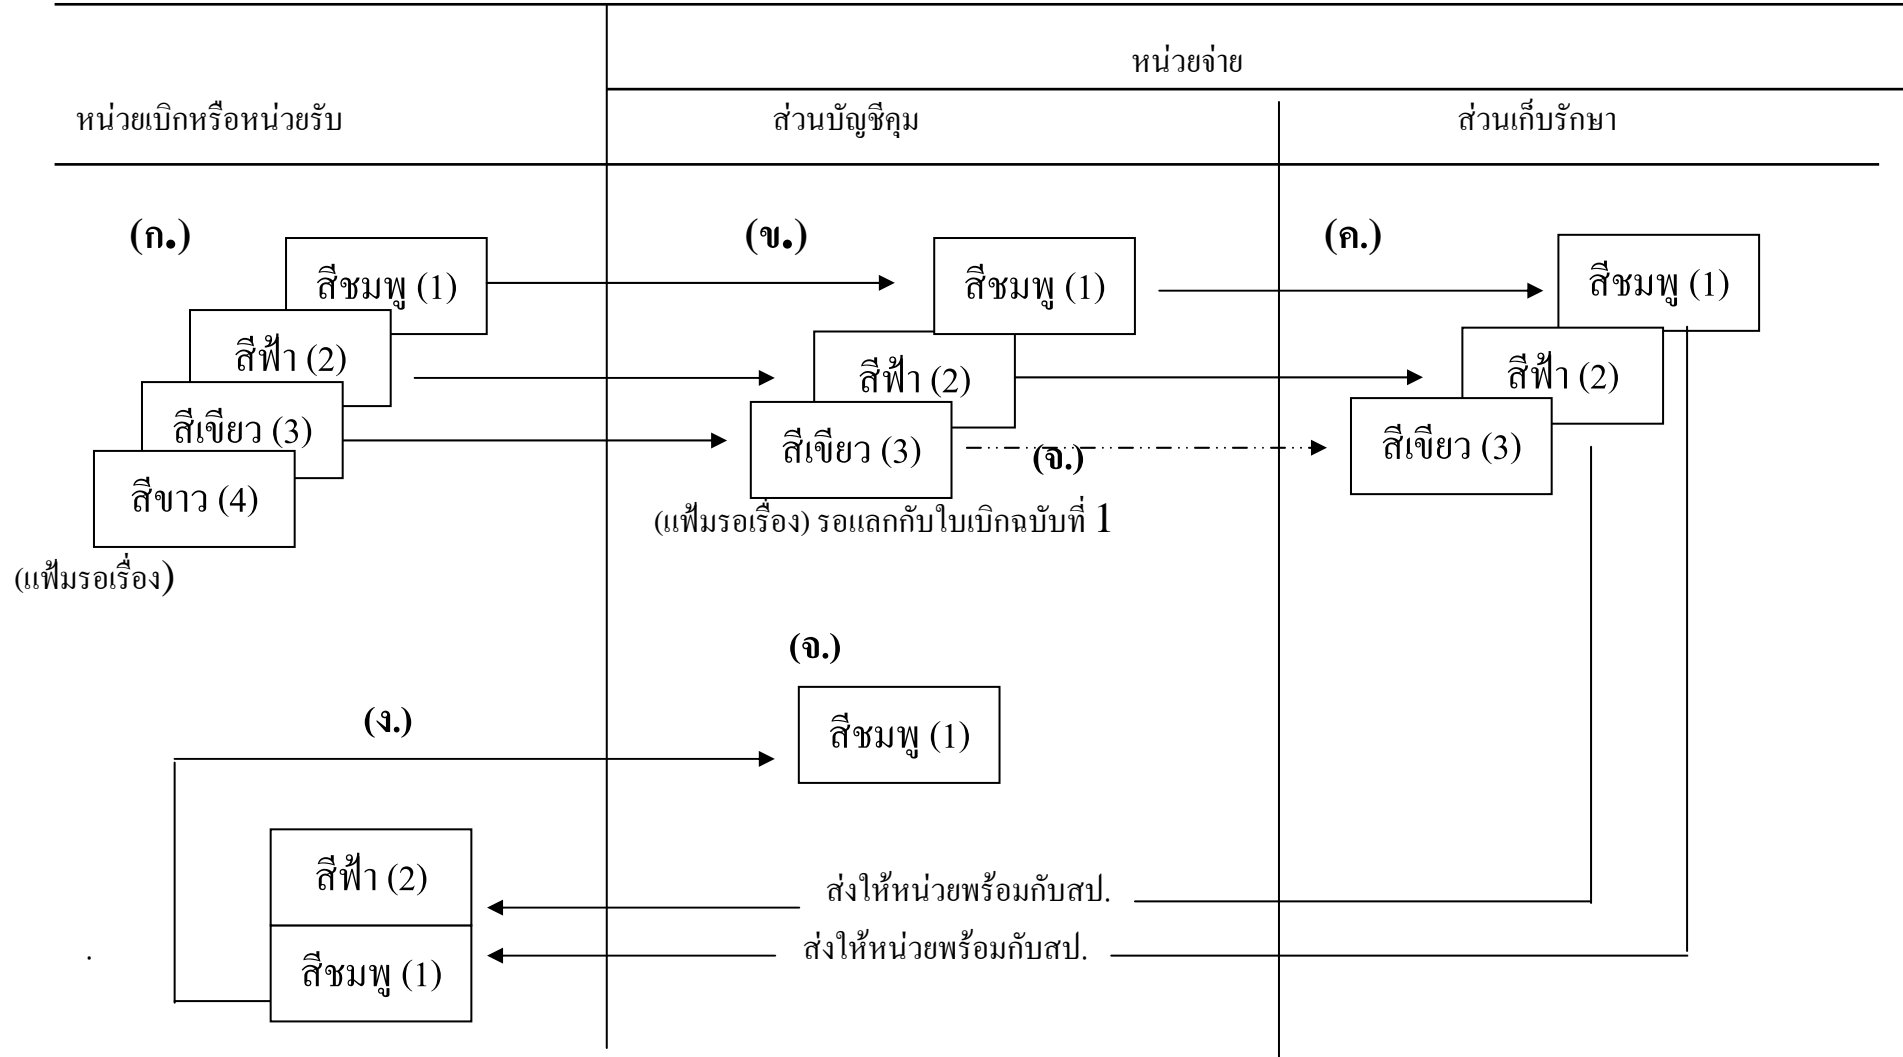 หน่วยจ่าย
หน่วยเบิกหรือหน่วยรับ
ส่วนบัญชีคุม
ส่วนเก็บรักษา
(ก.)
(ข.)
(ค.)
สีชมพู (1)
สีชมพู (1)
สีชมพู (1)
สีฟ้า (2)
สีฟ้า (2)
สีฟ้า (2)
สีเขียว (3)
สีเขียว (3)
(จ.)
สีเขียว (3)
สีขาว (4)
(แฟ้มรอเรื่อง) รอแลกกับใบเบิกฉบับที่ 1
(แฟ้มรอเรื่อง)
(จ.)
(ง.)
สีชมพู (1)
สีฟ้า (2)
ส่งให้หน่วยพร้อมกับสป.
ส่งให้หน่วยพร้อมกับสป.
สีชมพู (1)